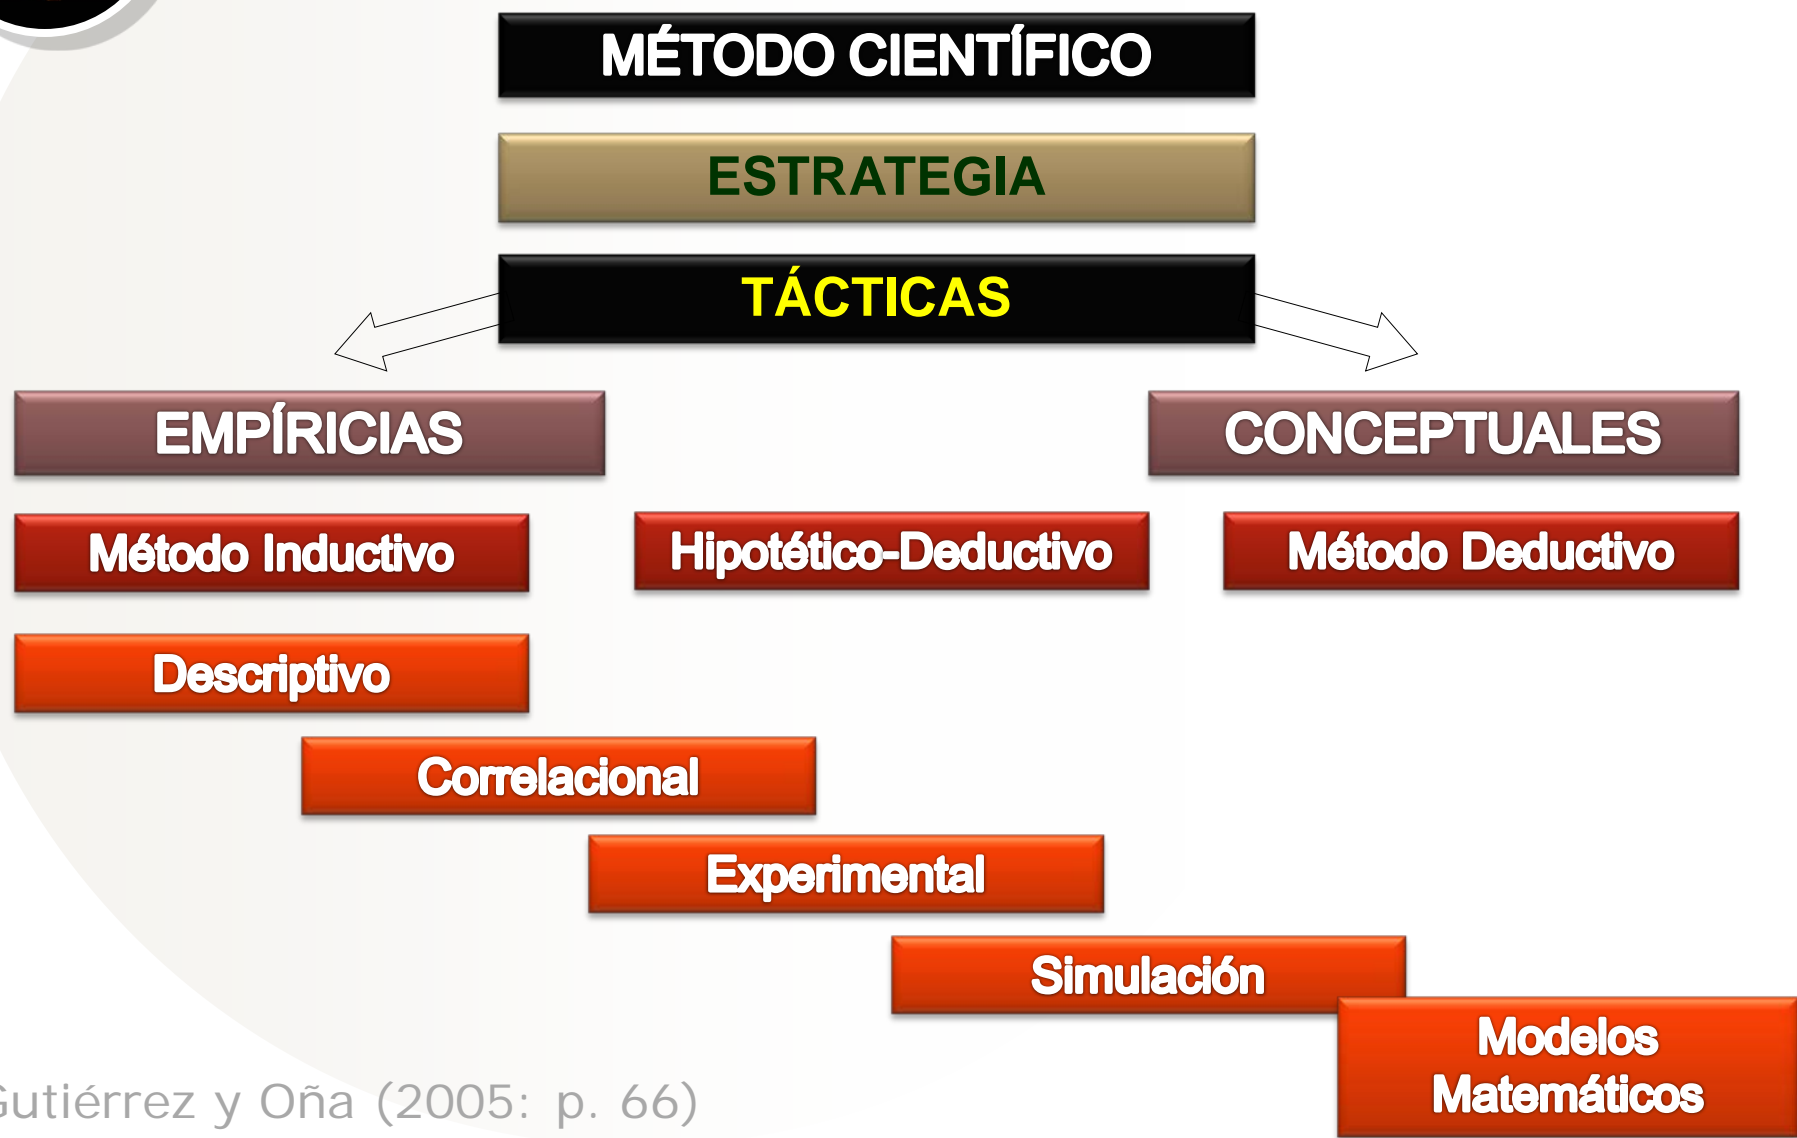 MÉTODO CIENTÍFICO
ESTRATEGIA
TÁCTICAS
EMPÍRICIAS
CONCEPTUALES
Método Inductivo
Hipotético-Deductivo
Método Deductivo
Descriptivo
Correlacional
Experimental
Simulación
Modelos
Matemáticos
Gutiérrez y Oña (2005: p. 66)